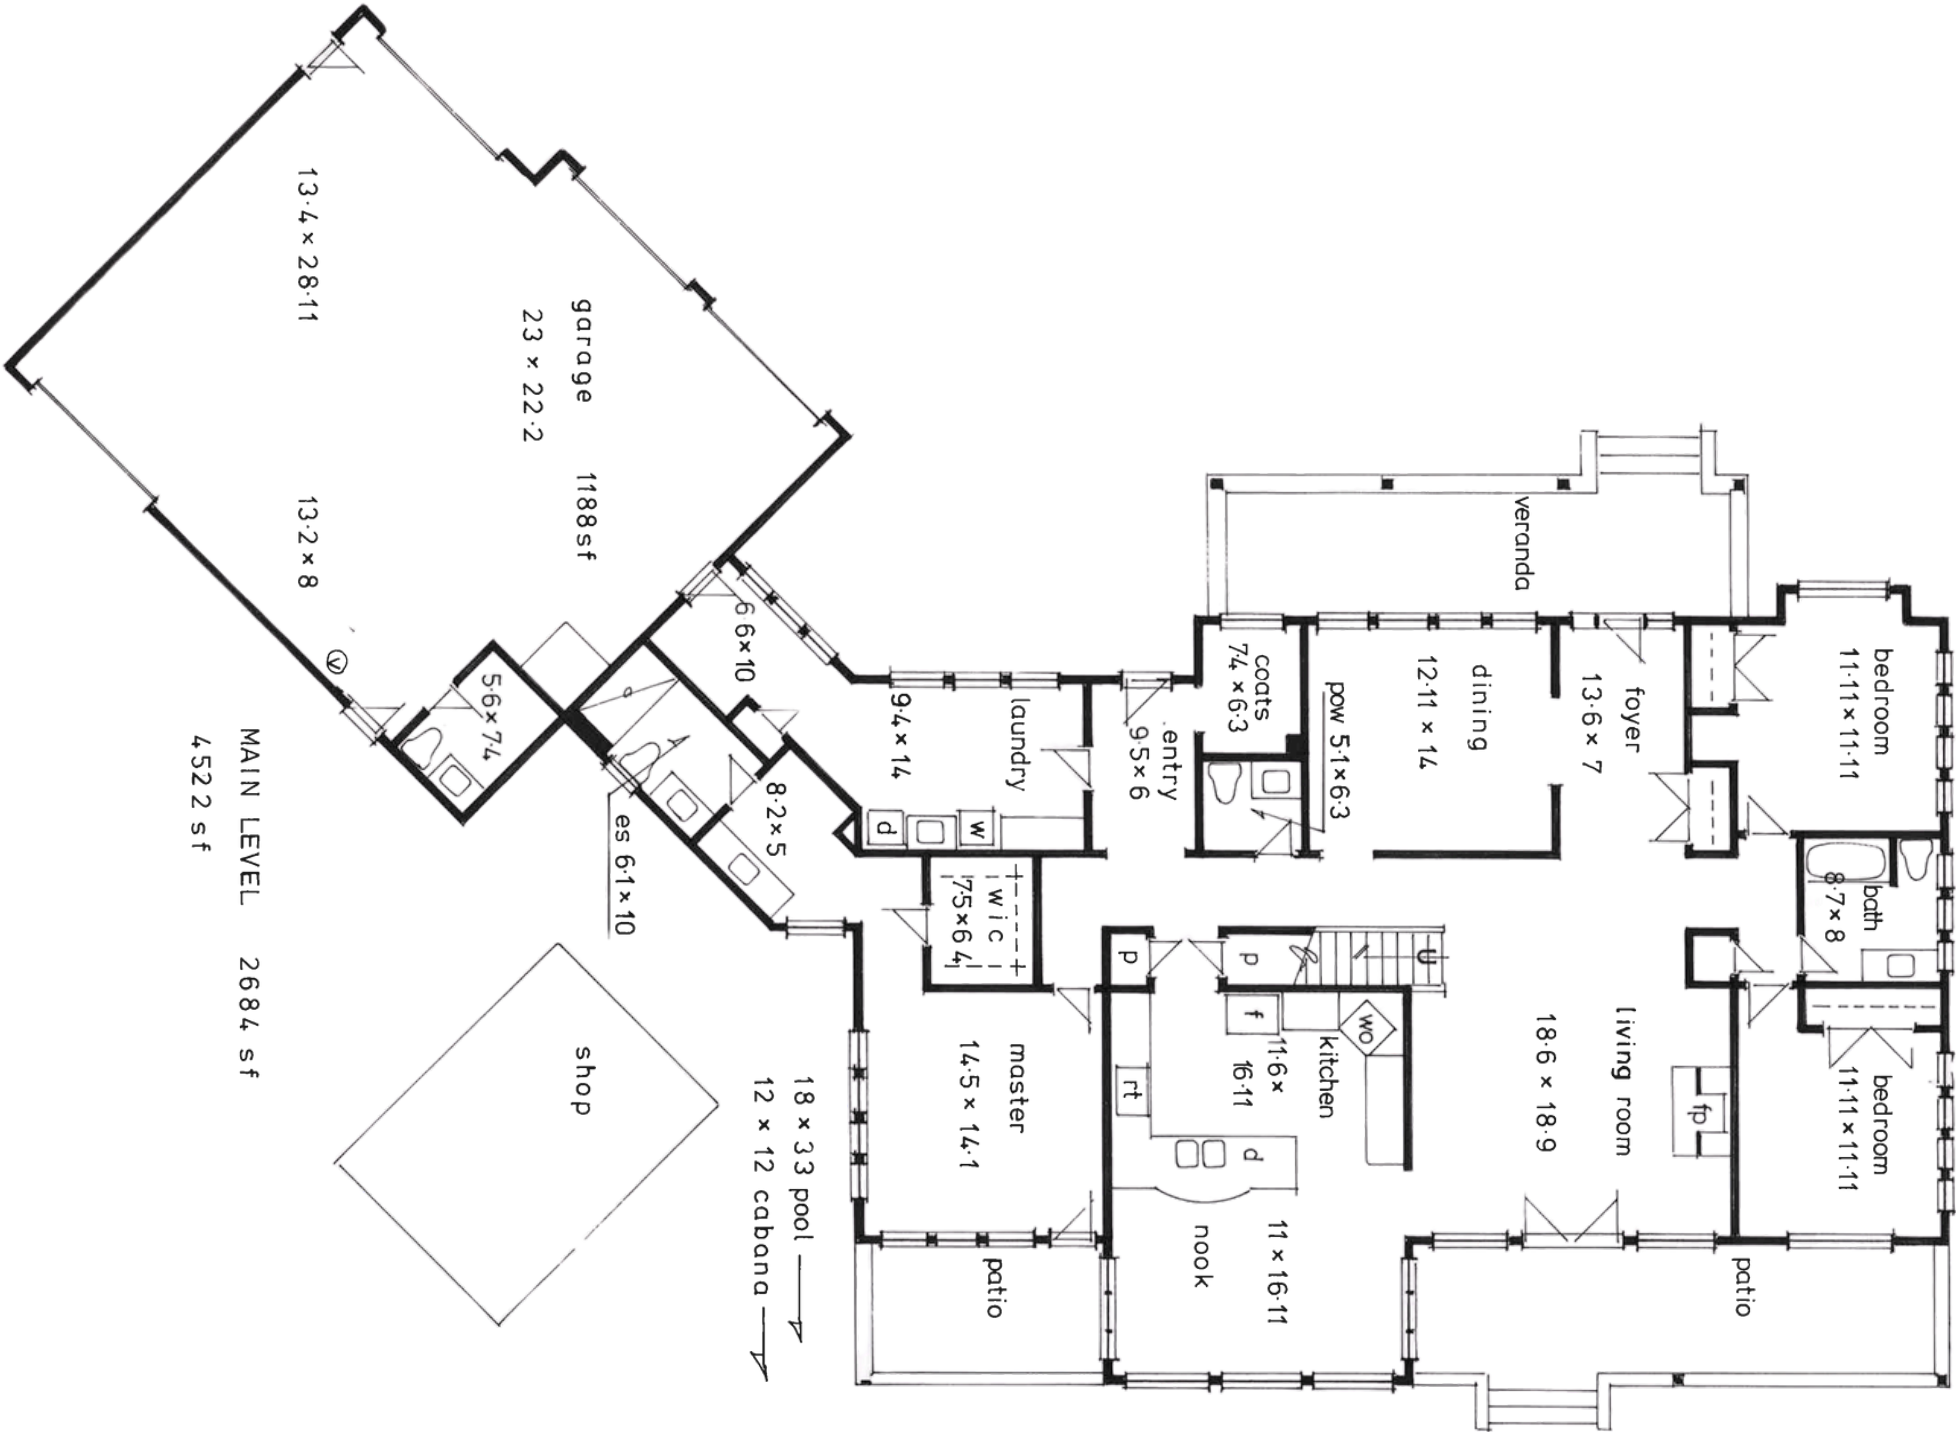 bedroom
11·11 × 11·11
bath
8·7 × 8
bedroom
11·11 × 11·11
veranda
foyer
13·6 × 7
living room
18·6 × 18·9
fp
patio
dining
12·11 × 14
pow 5·1 × 6·3
coats
7·4 × 6·3
entry
9·5 × 6
U
p
p
f
wo
kitchen
11·6 ×
16·11
rt
d
11 × 16·11
nook
laundry
9·4 × 14
w
d
wic
7·5 × 6 4
master
14·5 × 14·1
patio
6·6 × 10
8·2 × 5
es 6·1 × 10
18 × 33 pool
12 × 12 cabana
garage 1188 sf
23 × 22·2
5·6 × 7·4
shop
13·4 × 28·11
13·2 × 8
v
MAIN LEVEL 2684 sf
4522 sf